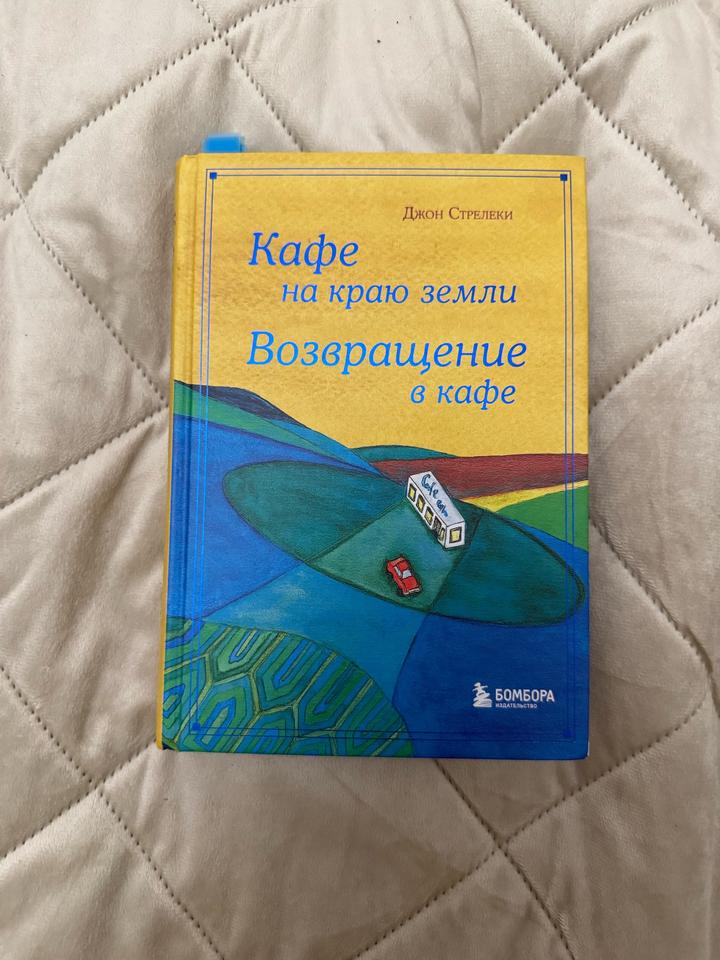 Джон Стрелеки
Кафе
на краю земли
Возвращение
в кафе
БОМБОРА
ИЗДАТЕЛЬСТВО